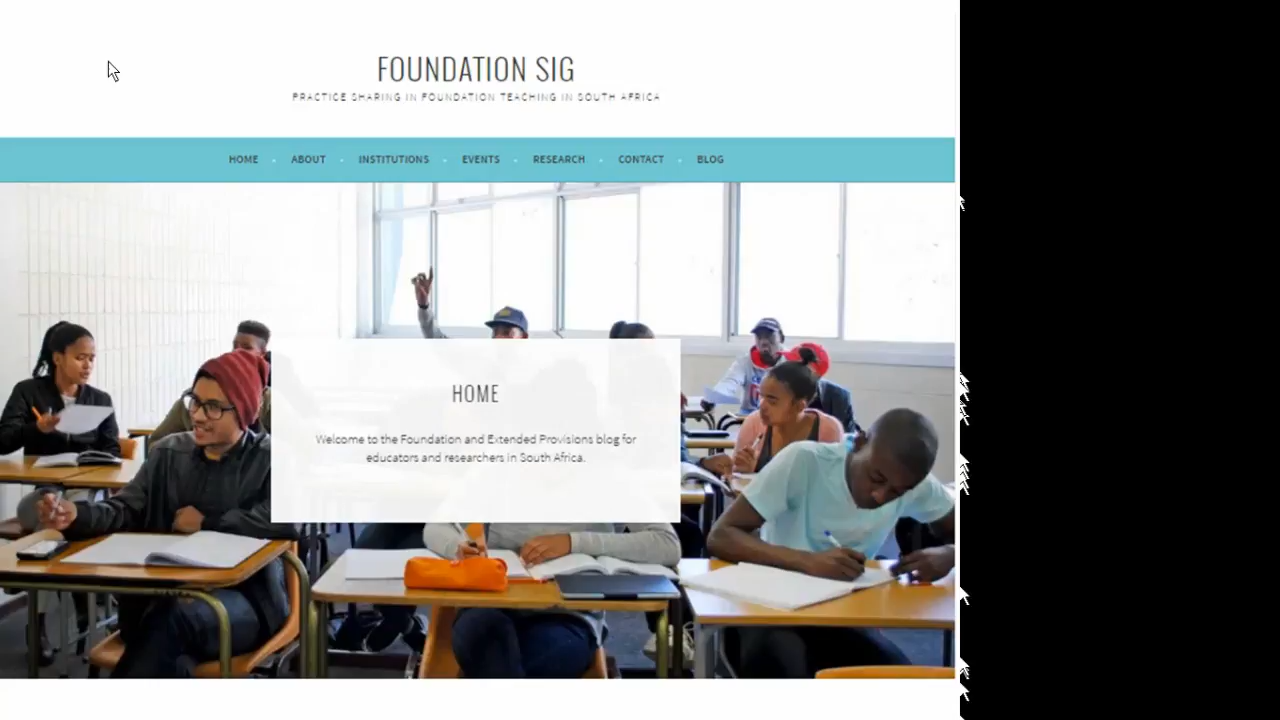 FOUNDATION SIG
PRACTICE SHARING IN FOUNDATION TEACHING IN SOUTH AFRICA
HOME ABOUT INSTITUTIONS EVENTS RESEARCH CONTACT BLOG
HOME
Welcome to the Foundation and Extended Provisions blog for
educators and researchers in South Africa.